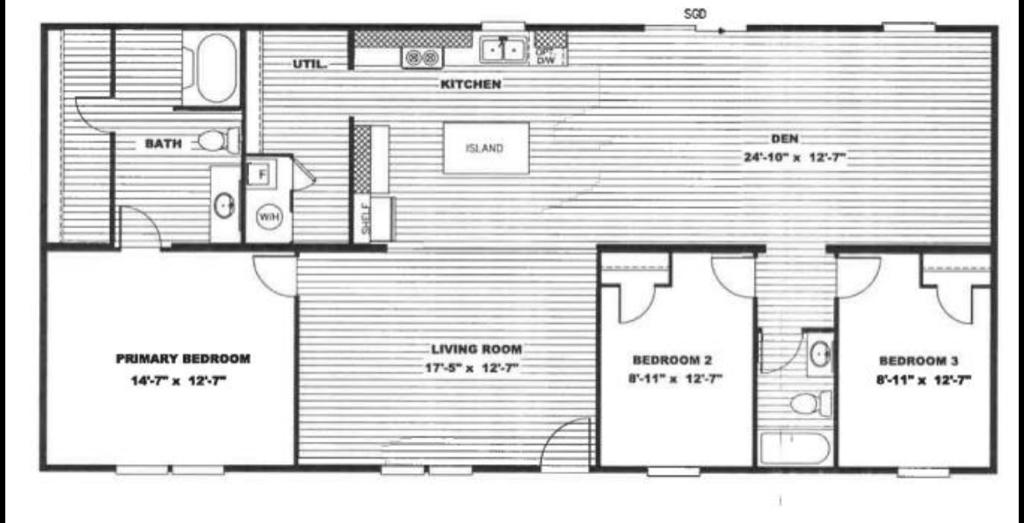 SGD
UTIL.
OPT.
D/W
KITCHEN
BATH
ISLAND
DEN
24'-10" x 12'-7"
F
W/H
SHELF
PRIMARY BEDROOM
14'-7" x 12'-7"
LIVING ROOM
17'-5" x 12'-7"
BEDROOM 2
8'-11" x 12'-7"
BEDROOM 3
8'-11" x 12'-7"